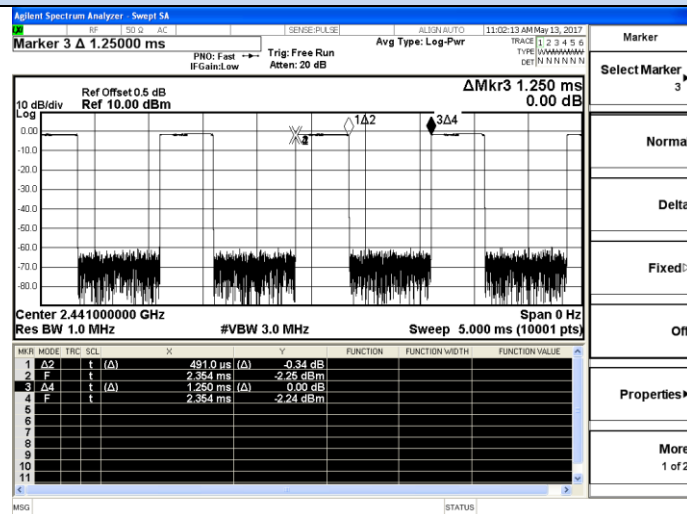 Agilent Spectrum Analyzer - Swept SA
RF 50 Ω AC SENSE:PULSE ALIGN AUTO 11:02:13 AM May 13, 2017
Marker 3 Δ 1.25000 ms
PNO: Fast
IFGain:Low
Trig: Free Run
Atten: 20 dB
Avg Type: Log-Pwr
TRACE 1 2 3 4 5 6
TYPE
DET N N N N N N
Ref Offset 0.5 dB
10 dB/div Ref 10.00 dBm
ΔMkr3 1.250 ms
0.00 dB
Log
1Δ2
3Δ4
0.00
-10.0
-20.0
-30.0
-40.0
-50.0
-60.0
-70.0
-80.0
Center 2.441000000 GHz Span 0 Hz
Res BW 1.0 MHz #VBW 3.0 MHz Sweep 5.000 ms (10001 pts)
MKR MODE TRC SCL X Y FUNCTION FUNCTION WIDTH FUNCTION VALUE
1 Δ2 t (Δ) 491.0 us (Δ) -0.34 dB
2 F t 2.354 ms -2.25 dBm
3 Δ4 t (Δ) 1.250 ms (Δ) 0.00 dB
4 F t 2.354 ms -2.24 dBm
5
6
7
8
9
10
11
MSG STATUS
Marker
Select Marker
3
Normal
Delta
Fixed
Off
Properties
More
1 of 2